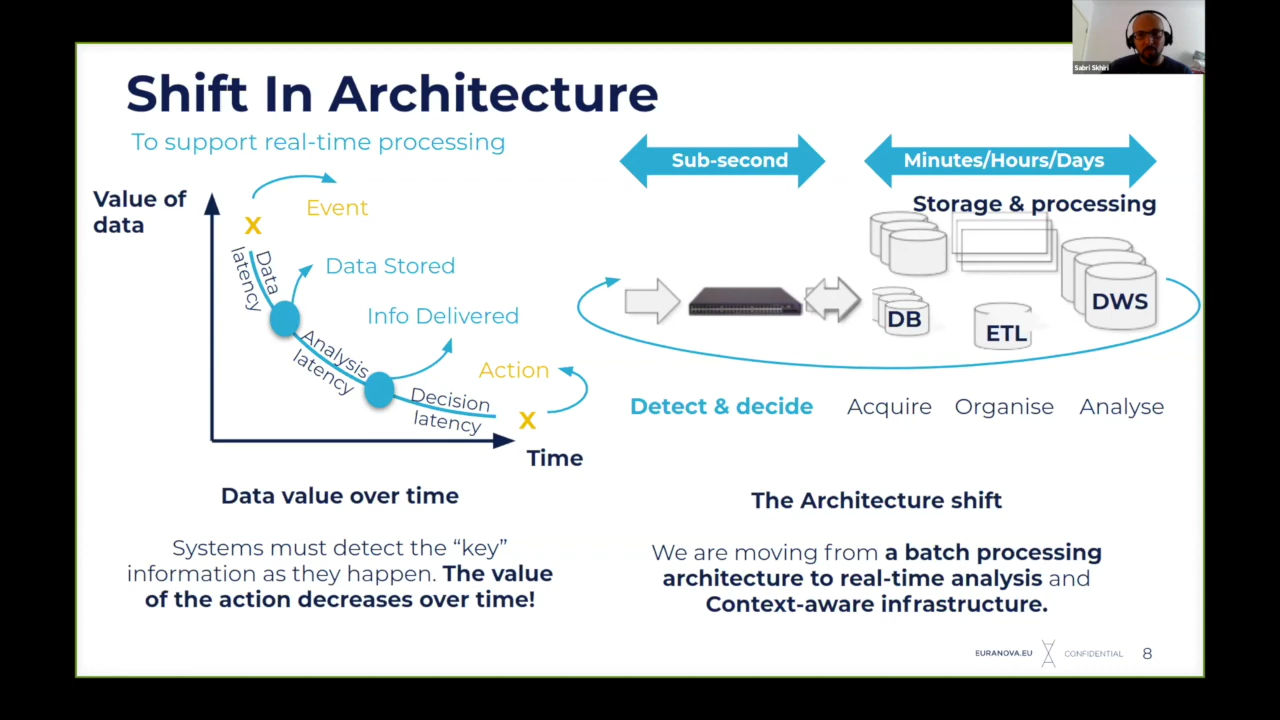 Sabri Skhiri
Shift In Architecture
To support real-time processing
Value of
data
Event
Data
latency
Data Stored
Info Delivered
Analysis
latency
Action
Decision
latency
Time
Sub-second
Minutes/Hours/Days
Storage & processing
DB
ETL
DWS
Detect & decide
Acquire
Organise
Analyse
Data value over time
Systems must detect the “key”
information as they happen. The value
of the action decreases over time!
The Architecture shift
We are moving from a batch processing
architecture to real-time analysis and
Context-aware infrastructure.
EURANOVA.EU
CONFIDENTIAL
8